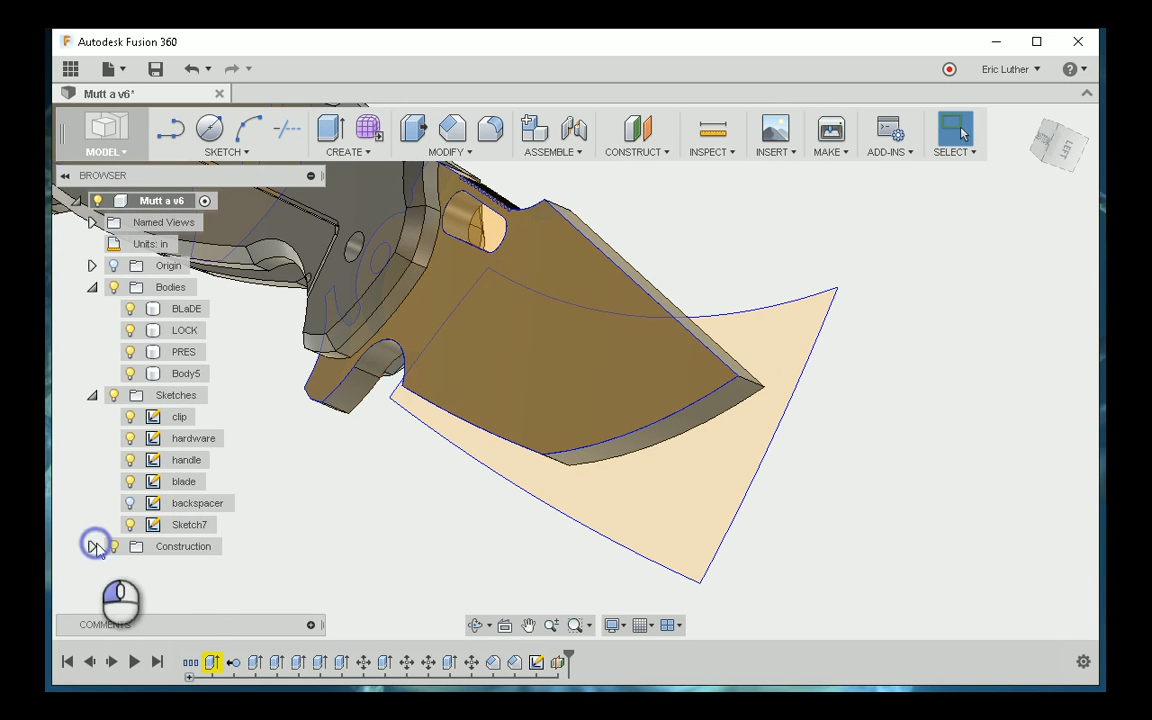 Autodesk Fusion 360
Eric Luther
Mutt a v6*
MODEL
SKETCH
CREATE
MODIFY
ASSEMBLE
CONSTRUCT
INSPECT
INSERT
MAKE
ADD-INS
SELECT
LEFT
BROWSER
Mutt a v6
Named Views
Units: in
Origin
Bodies
BLaDE
LOCK
PRES
Body5
Sketches
clip
hardware
handle
blade
backspacer
Sketch7
Construction
COMMENTS